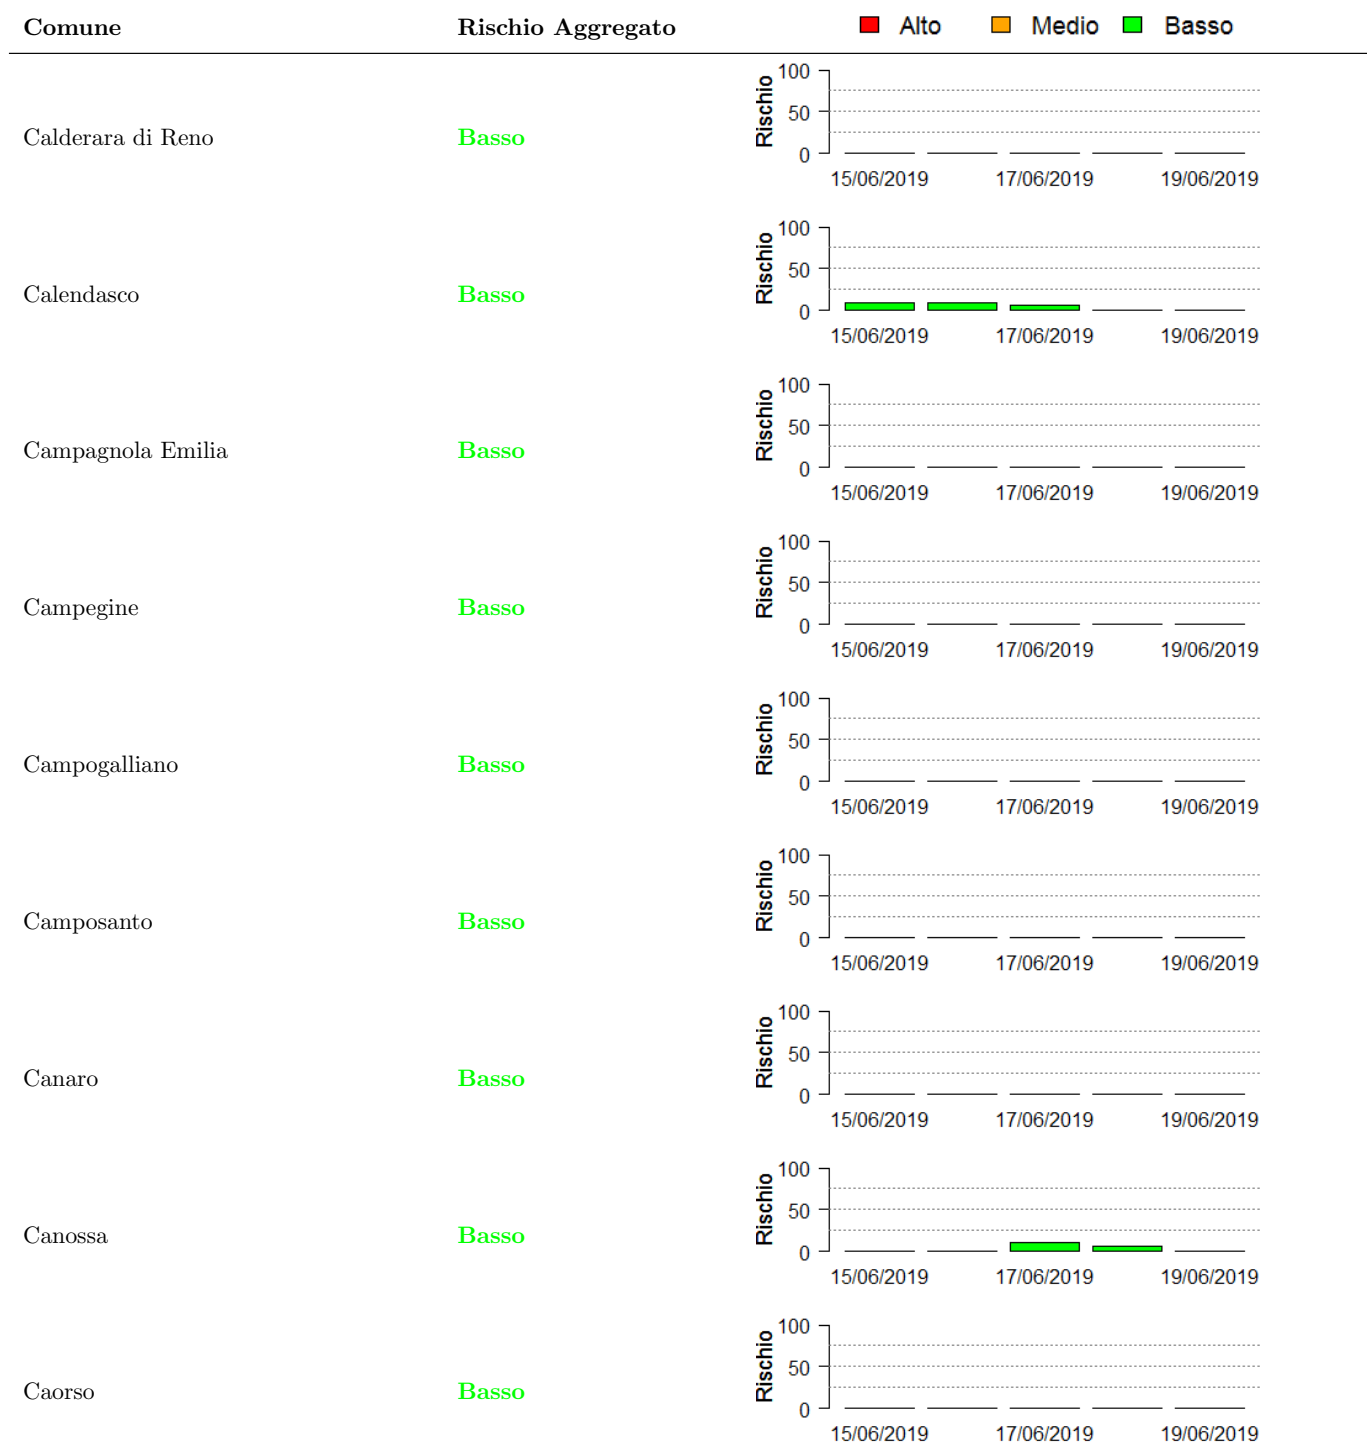 Comune Rischio Aggregato Alto Medio Basso
100
50
0
Rischio
Calderara di Reno Basso
15/06/2019 17/06/2019 19/06/2019
100
50
0
Rischio
Calendasco Basso
15/06/2019 17/06/2019 19/06/2019
100
50
0
Rischio
Campagnola Emilia Basso
15/06/2019 17/06/2019 19/06/2019
100
50
0
Rischio
Campegine Basso
15/06/2019 17/06/2019 19/06/2019
100
50
0
Rischio
Campogalliano Basso
15/06/2019 17/06/2019 19/06/2019
100
50
0
Rischio
Camposanto Basso
15/06/2019 17/06/2019 19/06/2019
100
50
0
Rischio
Canaro Basso
15/06/2019 17/06/2019 19/06/2019
100
50
0
Rischio
Canossa Basso
15/06/2019 17/06/2019 19/06/2019
100
50
0
Rischio
Caorso Basso
15/06/2019 17/06/2019 19/06/2019